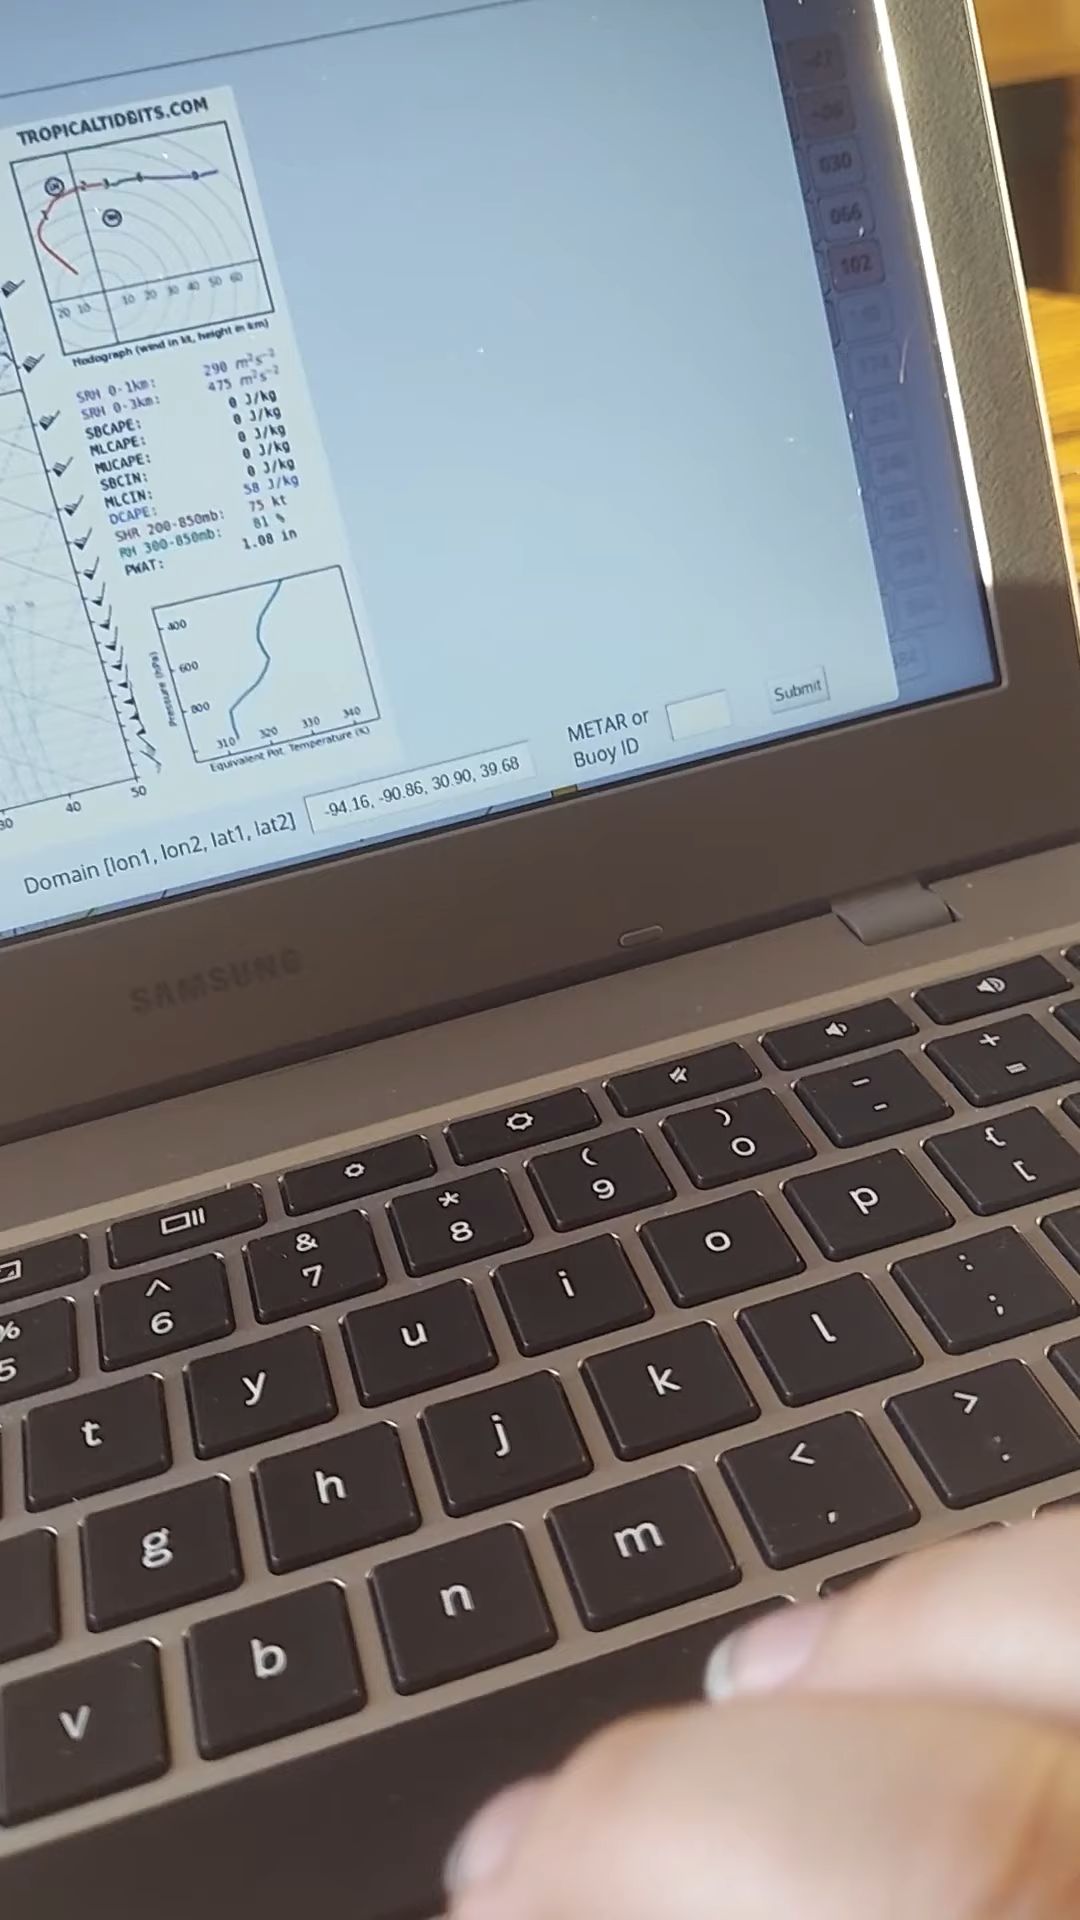 TROPICALTIDBITS.COM
20 10 10 20 30 40 50 60
Hodograph (wind in kt, height in km)
SRH 0-1km: 290 m²s⁻²
SRH 0-3km: 475 m²s⁻²
SBCAPE: 0 J/kg
MLCAPE: 0 J/kg
MUCAPE: 0 J/kg
SBCIN: 0 J/kg
MLCIN: 0 J/kg
DCAPE: 58 J/kg
SHR 200-850mb: 75 kt
RH 300-850mb: 81 %
PWAT: 1.08 in
400
600
800
Pressure (hPa)
310 320 330 340
Equivalent Pot. Temperature (K)
30 40 50
Domain [lon1, lon2, lat1, lat2] -94.16, -90.86, 30.90, 39.68
METAR or
Buoy ID
Submit
030
066
102
SAMSUNG
% 5 ^ 6 & 7 * 8 ( 9 ) 0 - - + =
t y u i o p { [
g h j k l : ;
v b n m < , > .